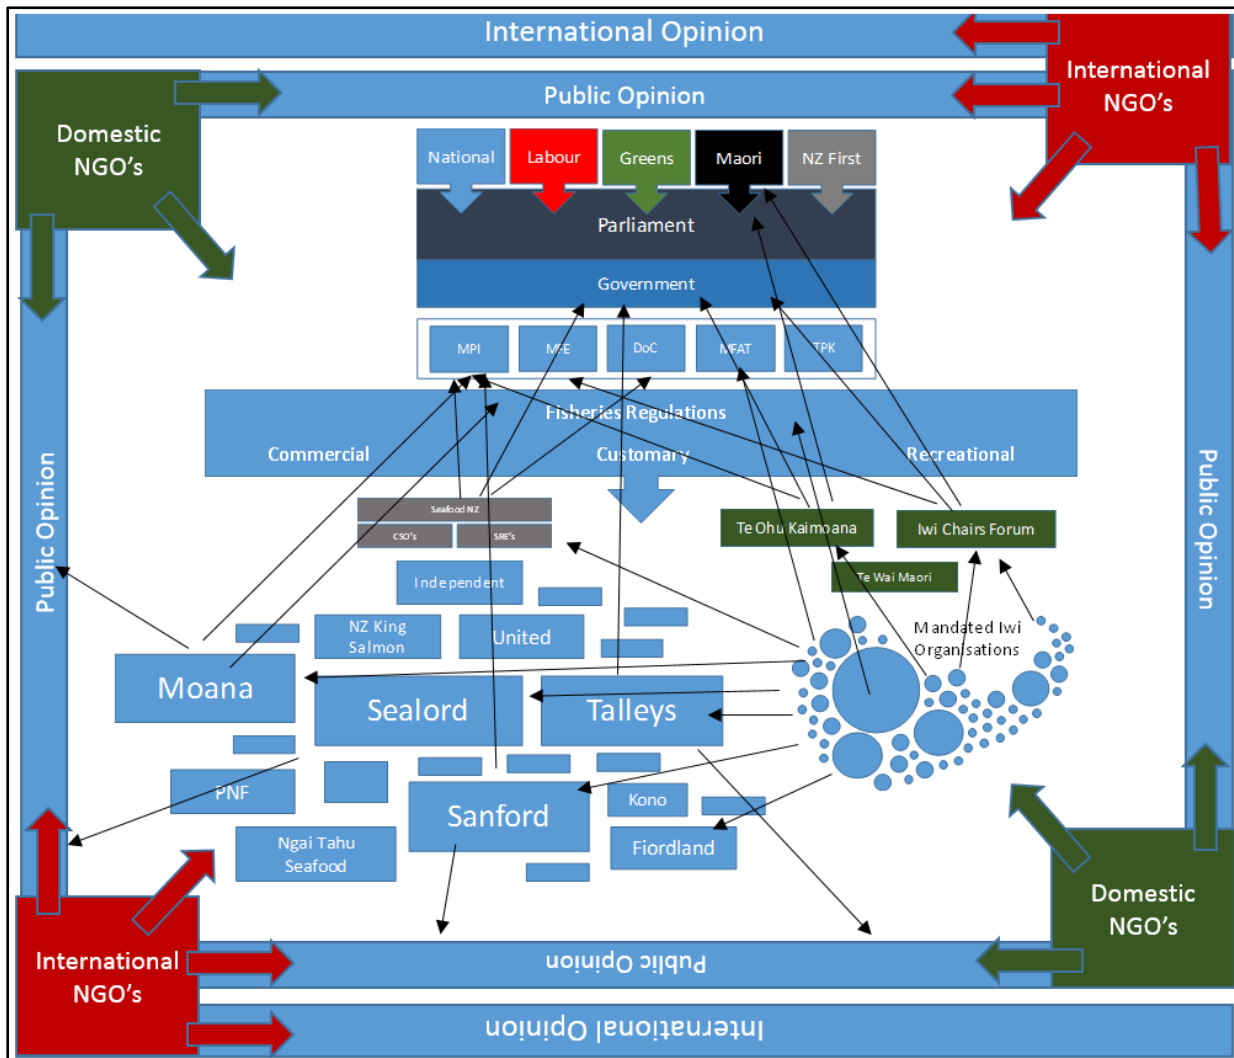 International Opinion
International
NGO's
Public Opinion
Domestic
NGO's
National
Labour
Greens
Maori
NZ First
Parliament
Government
MPI
MFE
DoC
MFAT
TPK
Fisheries Regulations
Commercial
Customary
Recreational
Public Opinion
Public Opinion
Seafood NZ
CSO's
SRE's
Te Ohu Kaimoana
Iwi Chairs Forum
Independent
Te Wai Maori
NZ King
Salmon
United
Mandated Iwi
Organisations
Moana
Sealord
Talleys
PNF
Sanford
Kono
Ngai Tahu
Seafood
Fiordland
Domestic
NGO's
International
NGO's
Public Opinion
International Opinion